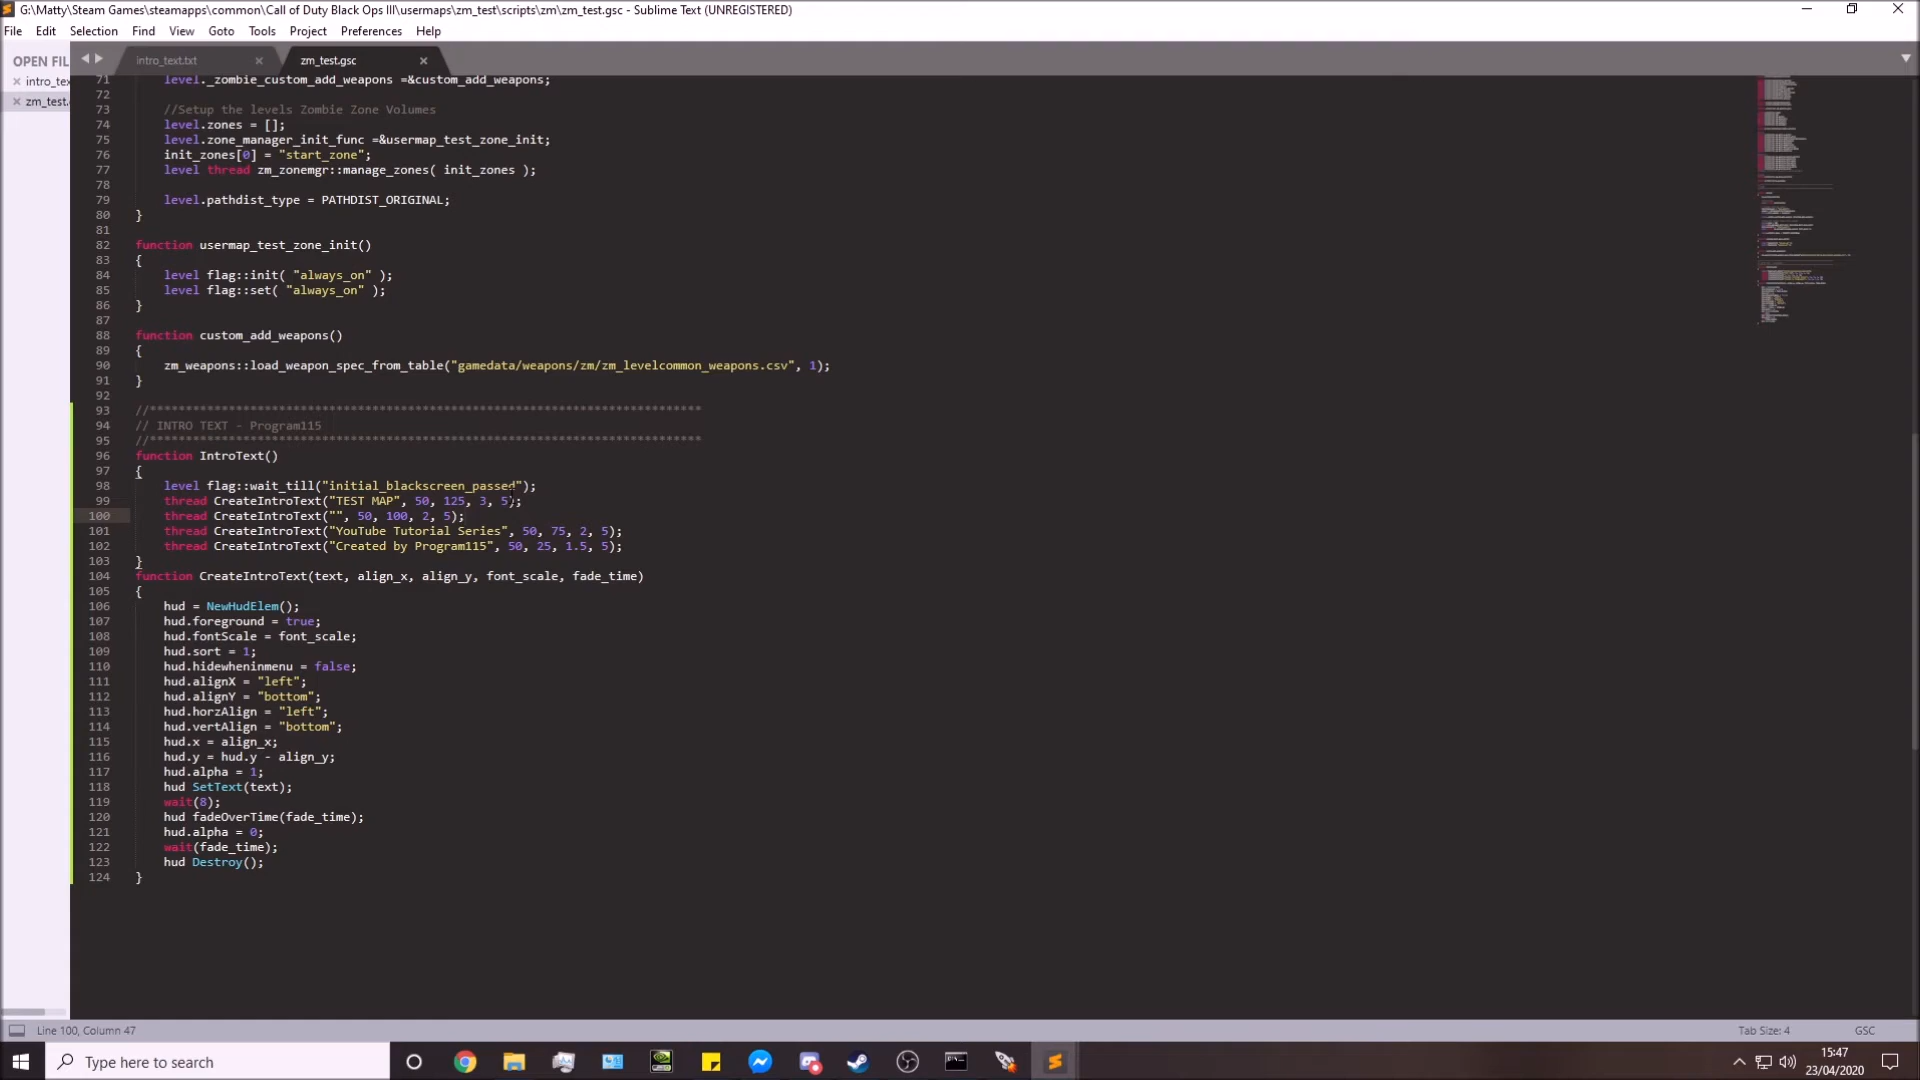 G:\Matty\Steam Games\steamapps\common\Call of Duty Black Ops III\usermaps\zm_test\scripts\zm\zm_test.gsc - Sublime Text (UNREGISTERED)
File Edit Selection Find View Goto Tools Project Preferences Help
OPEN FIL
intro_tex
zm_test.
intro_text.txt
zm_test.gsc
71 level._zombie_custom_add_weapons =&custom_add_weapons;
72
73 //Setup the levels Zombie Zone Volumes
74 level.zones = [];
75 level.zone_manager_init_func =&usermap_test_zone_init;
76 init_zones[0] = "start_zone";
77 level thread zm_zonemgr::manage_zones( init_zones );
78
79 level.pathdist_type = PATHDIST_ORIGINAL;
80 }
81
82 function usermap_test_zone_init()
83 {
84 level flag::init( "always_on" );
85 level flag::set( "always_on" );
86 }
87
88 function custom_add_weapons()
89 {
90 zm_weapons::load_weapon_spec_from_table("gamedata/weapons/zm/zm_levelcommon_weapons.csv", 1);
91 }
92
93 //*****************************************************************************
94 // INTRO TEXT - Program115
95 //*****************************************************************************
96 function IntroText()
97 {
98 level flag::wait_till("initial_blackscreen_passed");
99 thread CreateIntroText("TEST MAP", 50, 125, 3, 5);
100 thread CreateIntroText("", 50, 100, 2, 5);
101 thread CreateIntroText("YouTube Tutorial Series", 50, 75, 2, 5);
102 thread CreateIntroText("Created by Program115", 50, 25, 1.5, 5);
103 }
104 function CreateIntroText(text, align_x, align_y, font_scale, fade_time)
105 {
106 hud = NewHudElem();
107 hud.foreground = true;
108 hud.fontScale = font_scale;
109 hud.sort = 1;
110 hud.hidewheninmenu = false;
111 hud.alignX = "left";
112 hud.alignY = "bottom";
113 hud.horzAlign = "left";
114 hud.vertAlign = "bottom";
115 hud.x = align_x;
116 hud.y = hud.y - align_y;
117 hud.alpha = 1;
118 hud SetText(text);
119 wait(8);
120 hud fadeOverTime(fade_time);
121 hud.alpha = 0;
122 wait(fade_time);
123 hud Destroy();
124 }
Line 100, Column 47
Tab Size: 4
GSC
Type here to search
15:47
23/04/2020